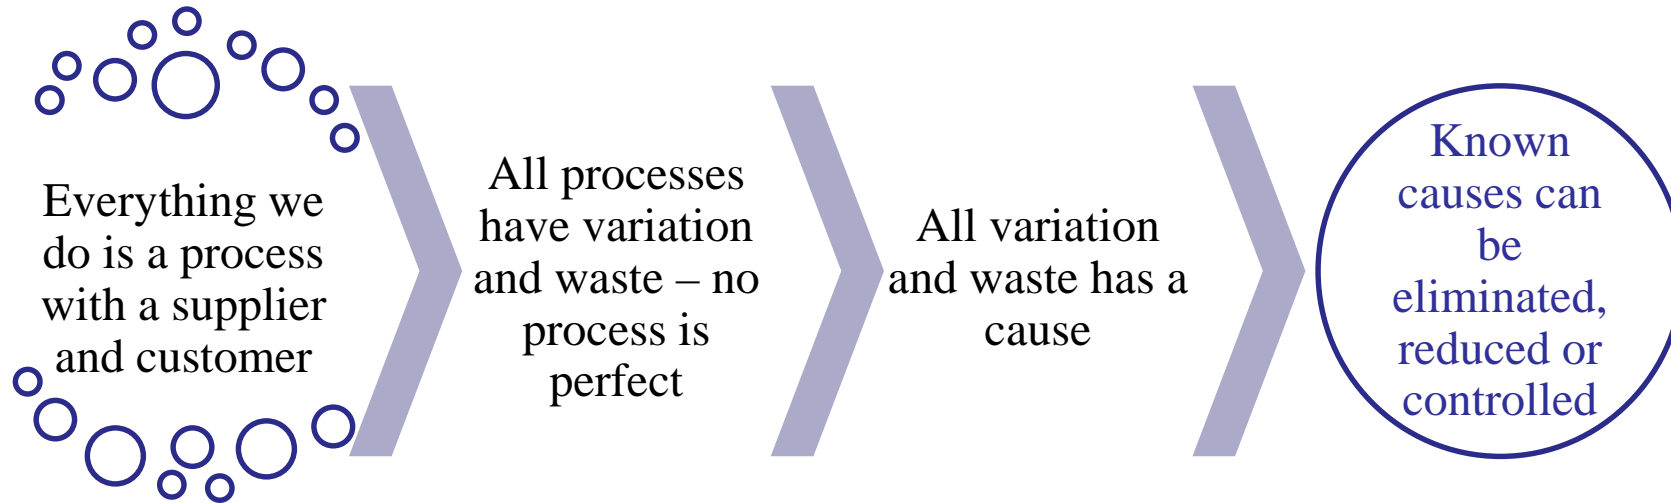 Everything we
do is a process
with a supplier
and customer
All processes
have variation
and waste – no
process is
perfect
All variation
and waste has a
cause
Known
causes can
be
eliminated,
reduced or
controlled